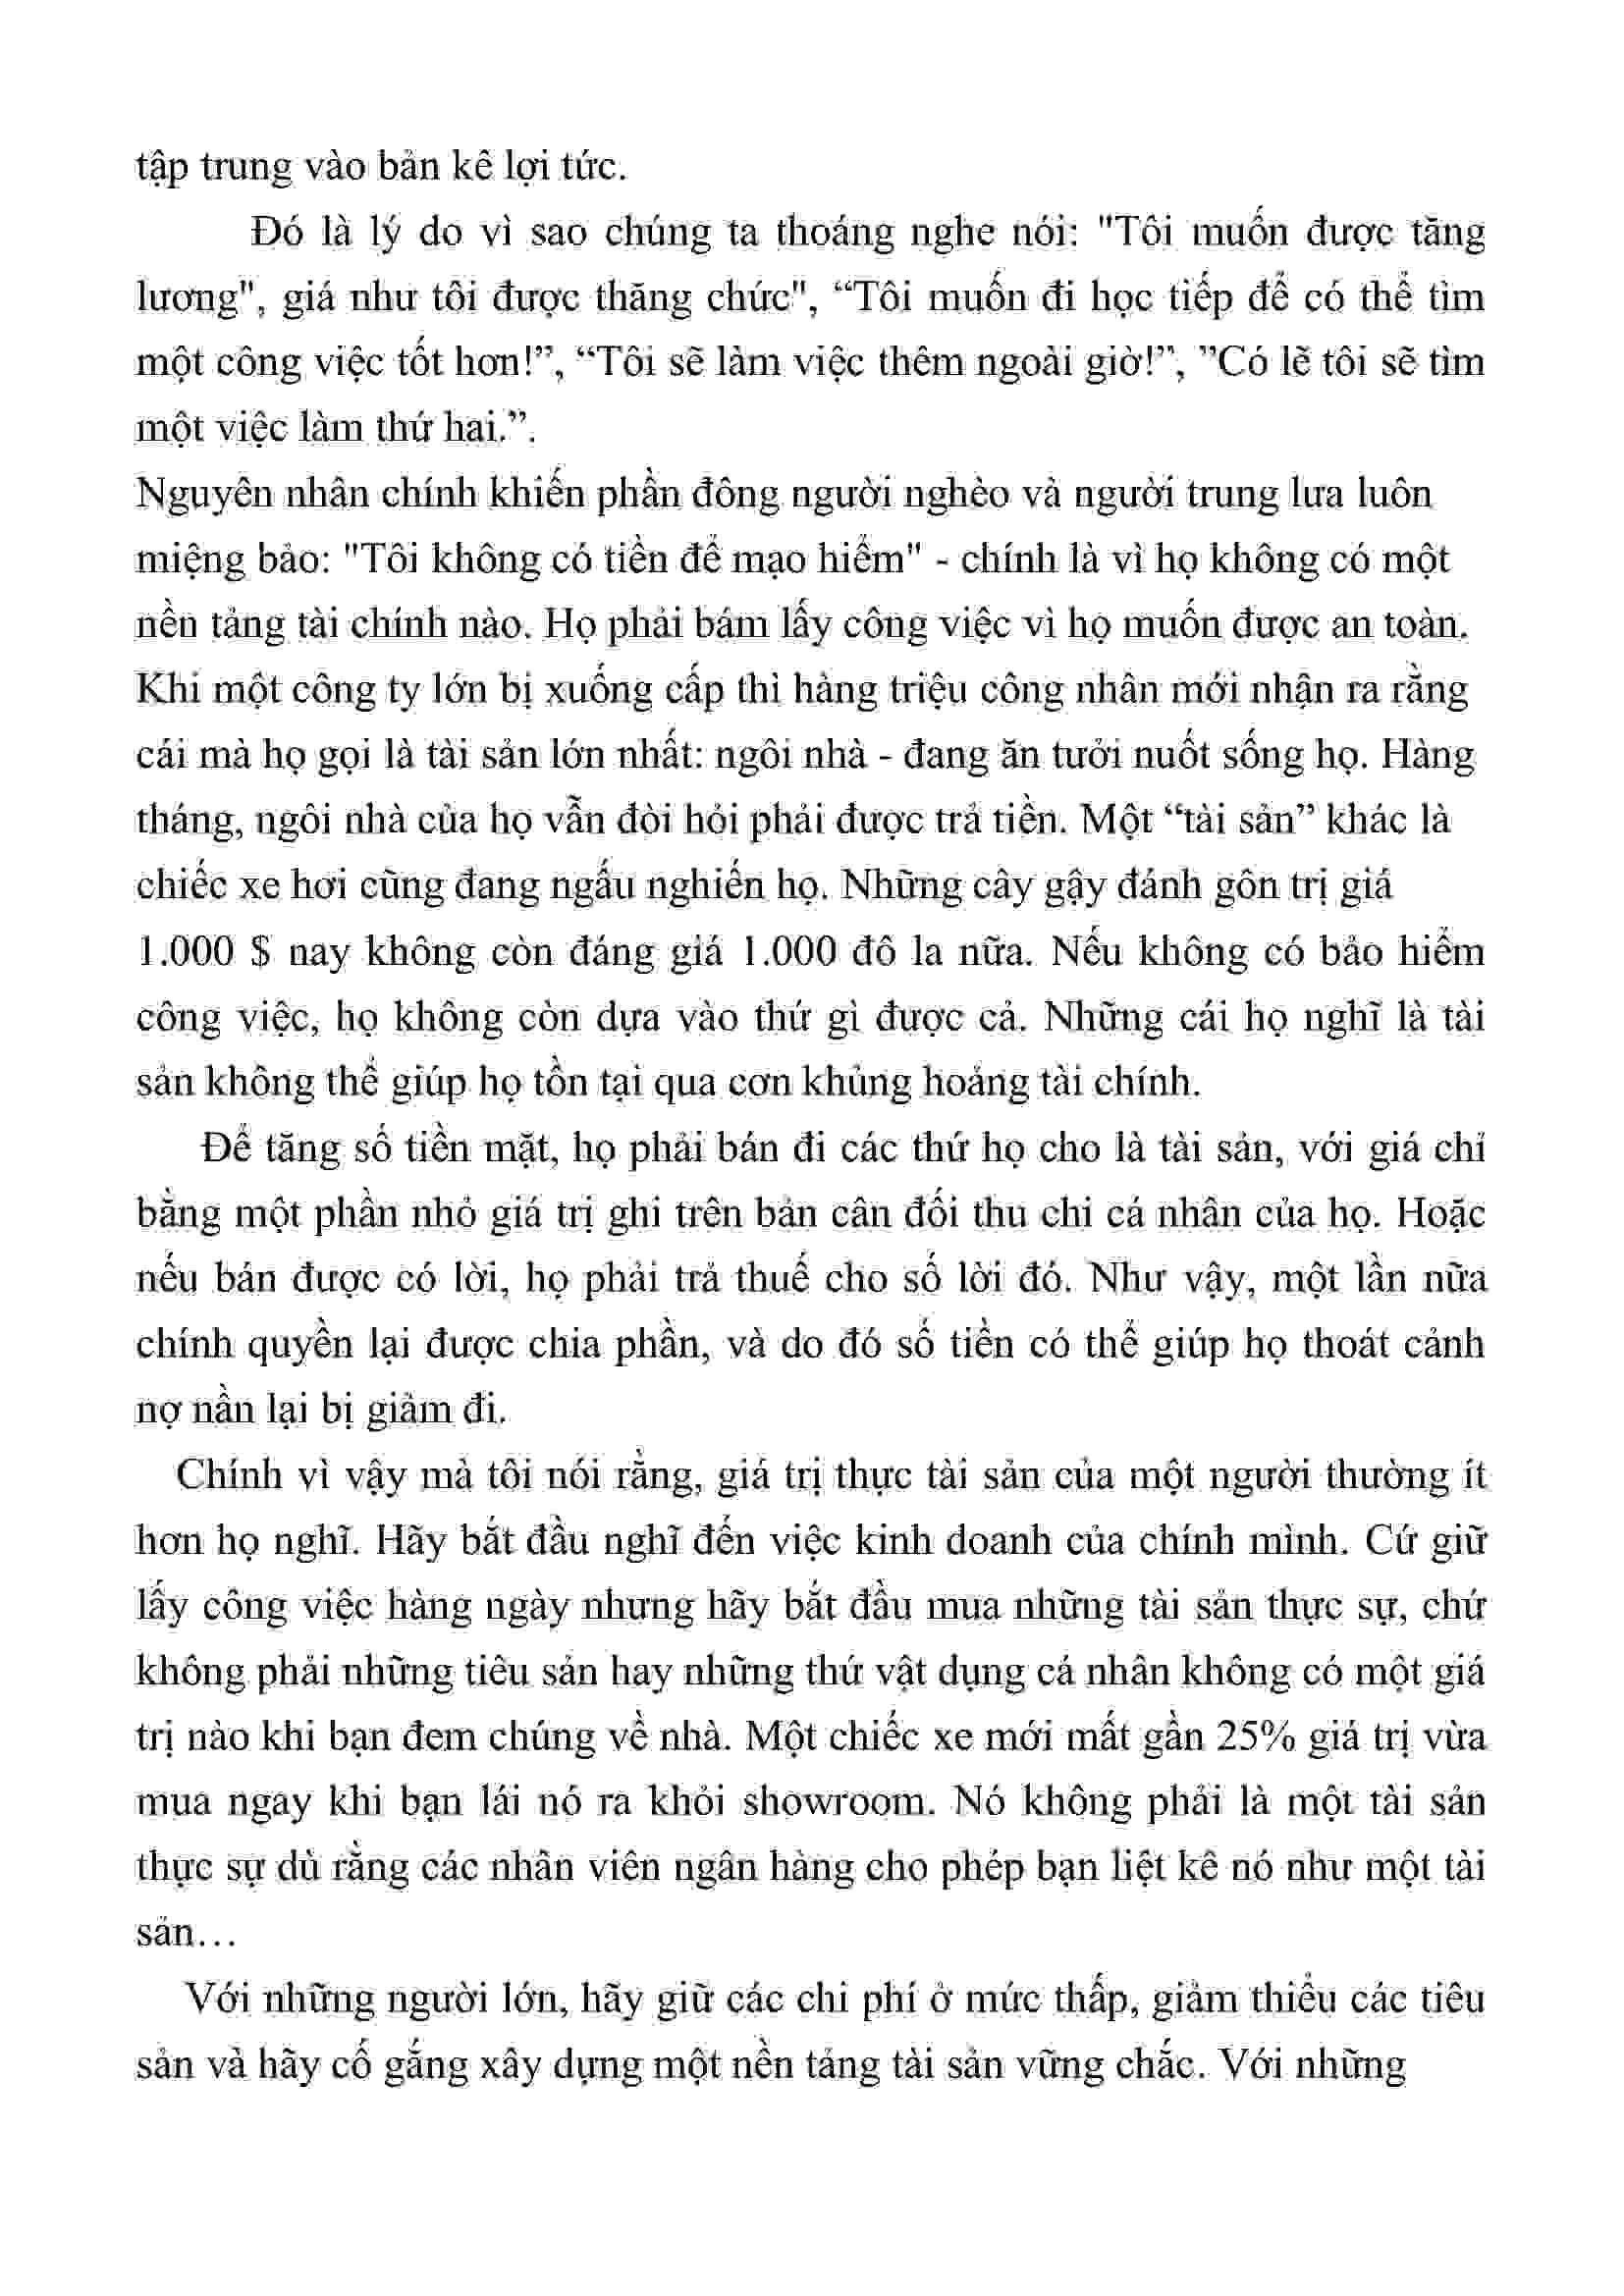 tập trung vào bản kê lợi tức.
Đó là lý do vì sao chúng ta thoáng nghe nói: "Tôi muốn được tăng
lương", giá như tôi được thăng chức", “Tôi muốn đi học tiếp để có thể tìm
một công việc tốt hơn!”, “Tôi sẽ làm việc thêm ngoài giờ!”, ”Có lẽ tôi sẽ tìm
một việc làm thứ hai.”.
Nguyên nhân chính khiến phần đông người nghèo và người trung lưa luôn
miệng bảo: "Tôi không có tiền để mạo hiểm" - chính là vì họ không có một
nền tảng tài chính nào. Họ phải bám lấy công việc vì họ muốn được an toàn.
Khi một công ty lớn bị xuống cấp thì hàng triệu công nhân mới nhận ra rằng
cái mà họ gọi là tài sản lớn nhất: ngôi nhà - đang ăn tưởi nuốt sống họ. Hàng
tháng, ngôi nhà của họ vẫn đòi hỏi phải được trả tiền. Một “tài sản” khác là
chiếc xe hơi cũng đang ngấu nghiến họ. Những cây gậy đánh gôn trị giá
1.000 $ nay không còn đáng giá 1.000 đô la nữa. Nếu không có bảo hiểm
công việc, họ không còn dựa vào thứ gì được cả. Những cái họ nghĩ là tài
sản không thể giúp họ tồn tại qua cơn khủng hoảng tài chính.
Để tăng số tiền mặt, họ phải bán đi các thứ họ cho là tài sản, với giá chỉ
bằng một phần nhỏ giá trị ghi trên bản cân đối thu chi cá nhân của họ. Hoặc
nếu bán được có lời, họ phải trả thuế cho số lời đó. Như vậy, một lần nữa
chính quyền lại được chia phần, và do đó số tiền có thể giúp họ thoát cảnh
nợ nần lại bị giảm đi.
Chính vì vậy mà tôi nói rằng, giá trị thực tài sản của một người thường ít
hơn họ nghĩ. Hãy bắt đầu nghĩ đến việc kinh doanh của chính mình. Cứ giữ
lấy công việc hàng ngày nhưng hãy bắt đầu mua những tài sản thực sự, chứ
không phải những tiêu sản hay những thứ vật dụng cá nhân không có một giá
trị nào khi bạn đem chúng về nhà. Một chiếc xe mới mất gần 25% giá trị vừa
mua ngay khi bạn lái nó ra khỏi showroom. Nó không phải là một tài sản
thực sự dù rằng các nhân viên ngân hàng cho phép bạn liệt kê nó như một tài
sản…
Với những người lớn, hãy giữ các chi phí ở mức thấp, giảm thiểu các tiêu
sản và hãy cố gắng xây dựng một nền tảng tài sản vững chắc. Với những